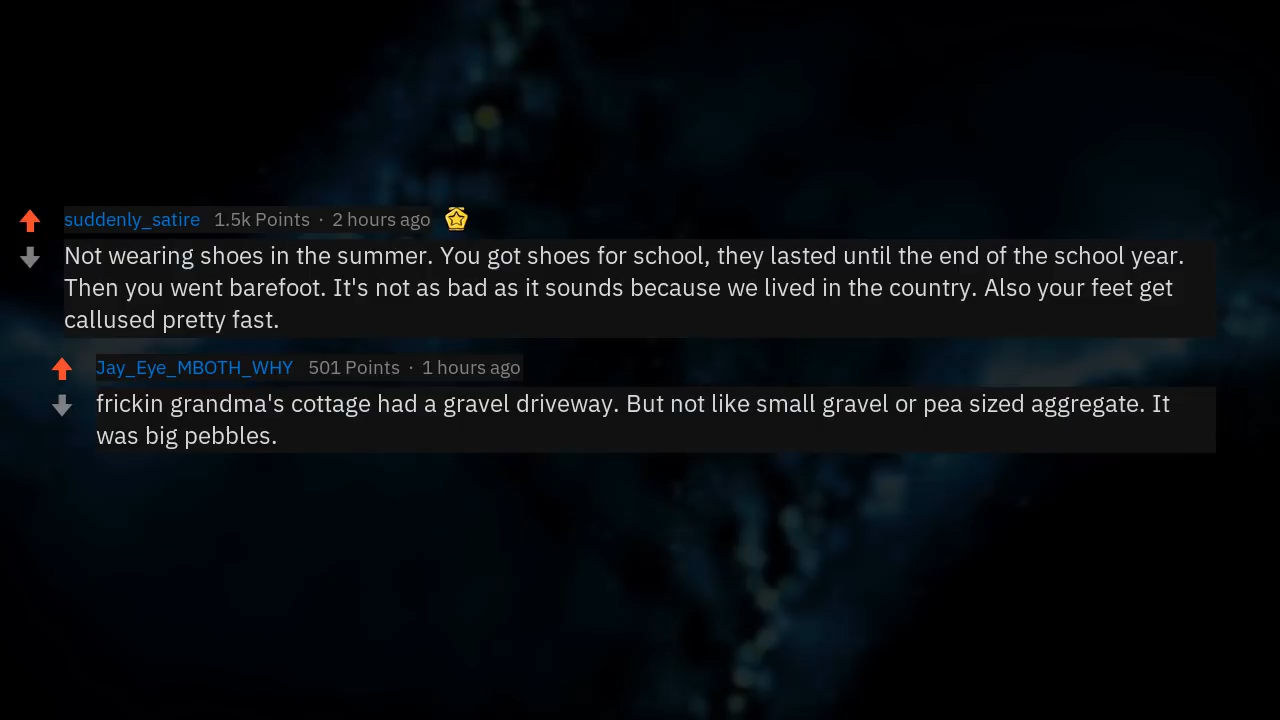 suddenly_satire 1.5k Points · 2 hours ago
Not wearing shoes in the summer. You got shoes for school, they lasted until the end of the school year.
Then you went barefoot. It's not as bad as it sounds because we lived in the country. Also your feet get
callused pretty fast.
Jay_Eye_MBOTH_WHY 501 Points · 1 hours ago
frickin grandma's cottage had a gravel driveway. But not like small gravel or pea sized aggregate. It
was big pebbles.